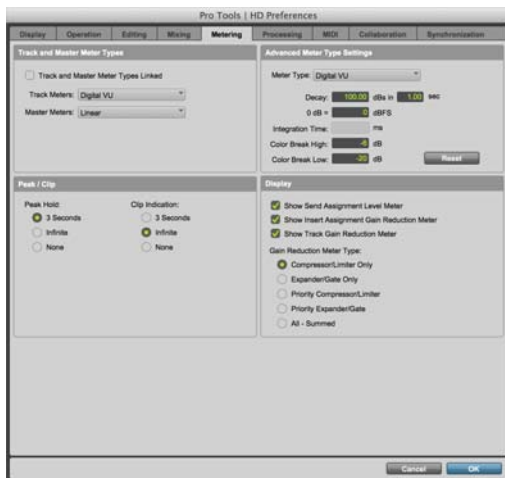 Pro Tools | HD Preferences
Display Operation Editing Mixing Metering Processing MIDI Collaboration Synchronization
Track and Master Meter Types
Track and Master Meter Types Linked
Track Meters: Digital VU
Master Meters: Linear
Advanced Meter Type Settings
Meter Type: Digital VU
Decay: 100.00 dBs in 1.00 sec
0 dB = 0 dBFS
Integration Time: ms
Color Break High: -6 dB
Color Break Low: -20 dB Reset
Peak / Clip
Peak Hold: Clip Indication:
3 Seconds 3 Seconds
Infinite Infinite
None None
Display
Show Send Assignment Level Meter
Show Insert Assignment Gain Reduction Meter
Show Track Gain Reduction Meter
Gain Reduction Meter Type:
Compressor/Limiter Only
Expander/Gate Only
Priority Compressor/Limiter
Priority Expander/Gate
All - Summed
Cancel OK